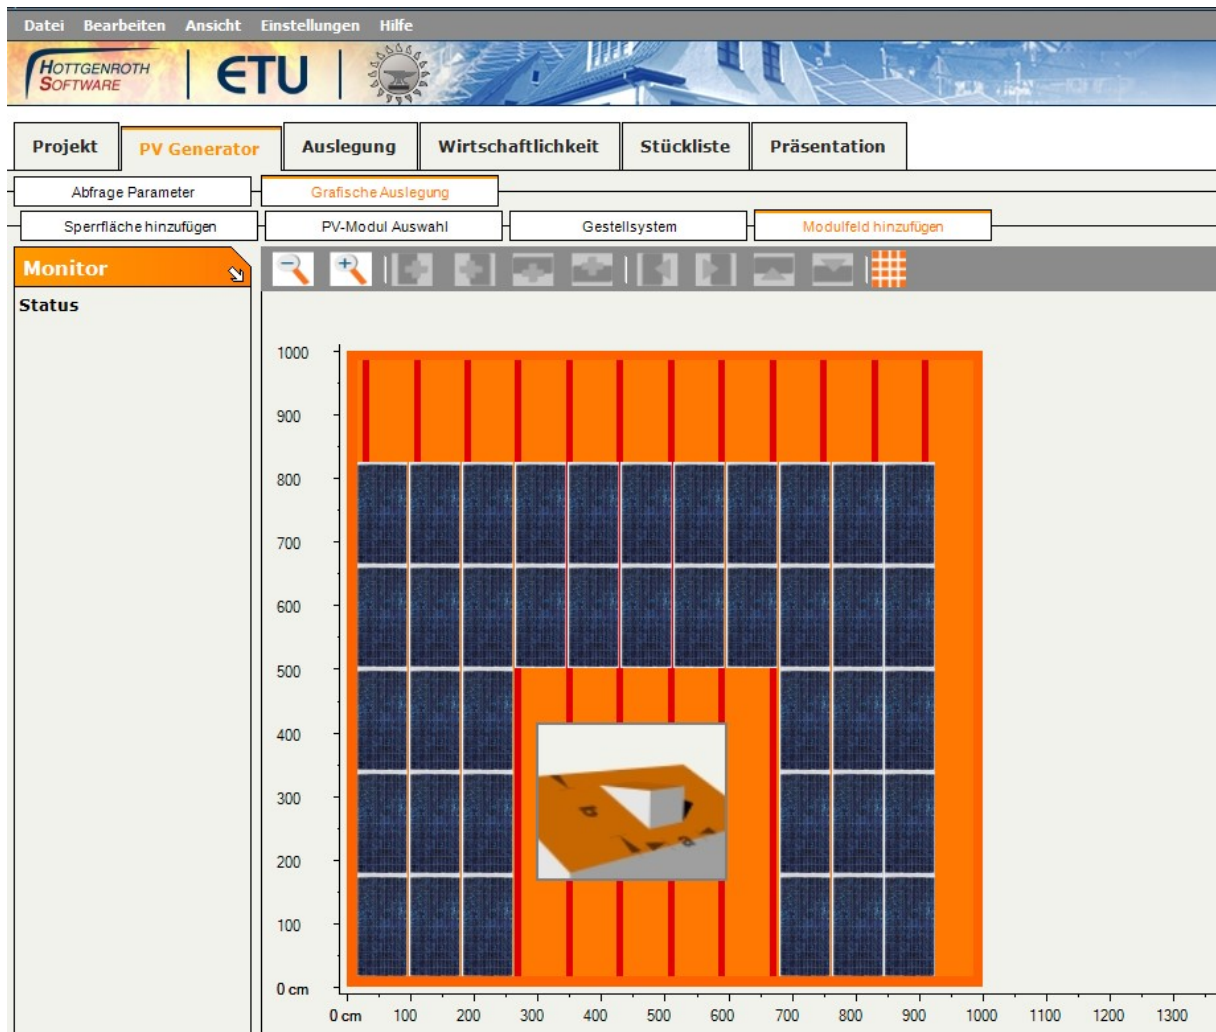 Datei Bearbeiten Ansicht Einstellungen Hilfe
HOTTGENROTH
SOFTWARE
ETU
Projekt PV Generator Auslegung Wirtschaftlichkeit Stückliste Präsentation
Abfrage Parameter Grafische Auslegung
Sperrfläche hinzufügen PV-Modul Auswahl Gestellsystem Modulfeld hinzufügen
Monitor
Status
1000
900
800
700
600
500
400
300
200
100
0 cm
0 cm 100 200 300 400 500 600 700 800 900 1000 1100 1200 1300